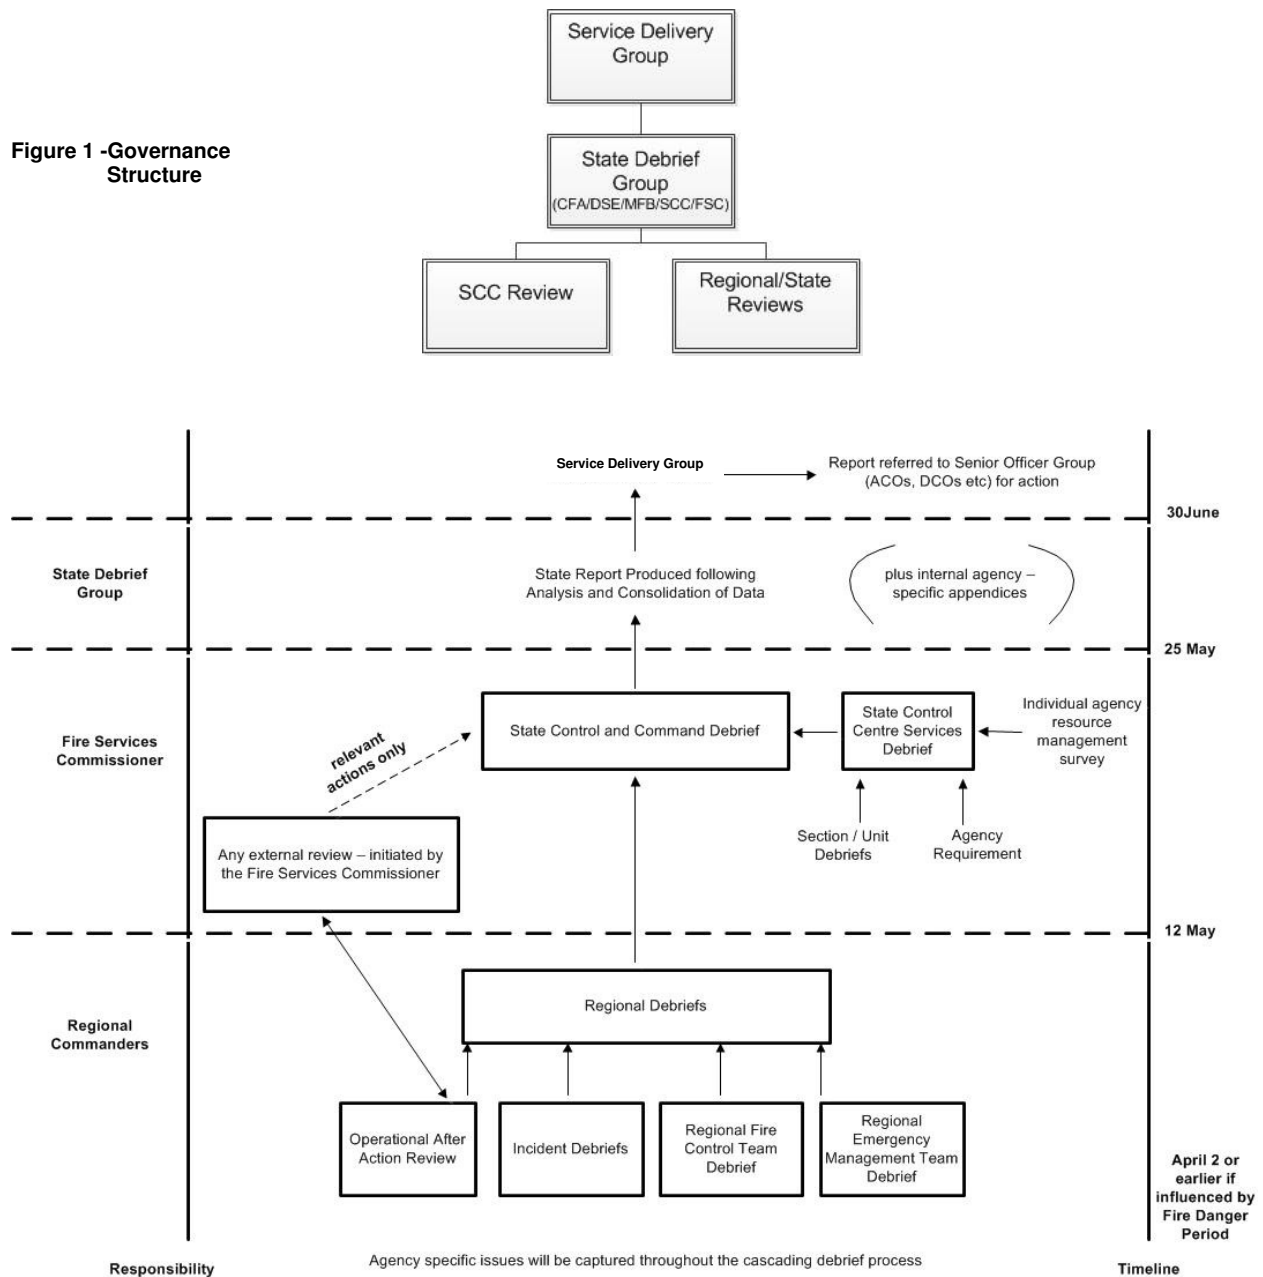 Service Delivery
Group
Figure 1 -Governance
Structure
State Debrief
Group
(CFA/DSE/MFB/SCC/FSC)
SCC Review
Regional/State
Reviews
Service Delivery Group
Report referred to Senior Officer Group
(ACOs, DCOs etc) for action
30June
State Debrief
Group
State Report Produced following
Analysis and Consolidation of Data
plus internal agency –
specific appendices
25 May
Fire Services
Commissioner
relevant
actions only
State Control and Command Debrief
State Control
Centre Services
Debrief
Individual agency
resource
management
survey
Section / Unit
Debriefs
Agency
Requirement
Any external review – initiated by
the Fire Services Commissioner
12 May
Regional
Commanders
Regional Debriefs
Operational After
Action Review
Incident Debriefs
Regional Fire
Control Team
Debrief
Regional
Emergency
Management Team
Debrief
April 2 or
earlier if
influenced by
Fire Danger
Period
Agency specific issues will be captured throughout the cascading debrief process
Responsibility
Timeline